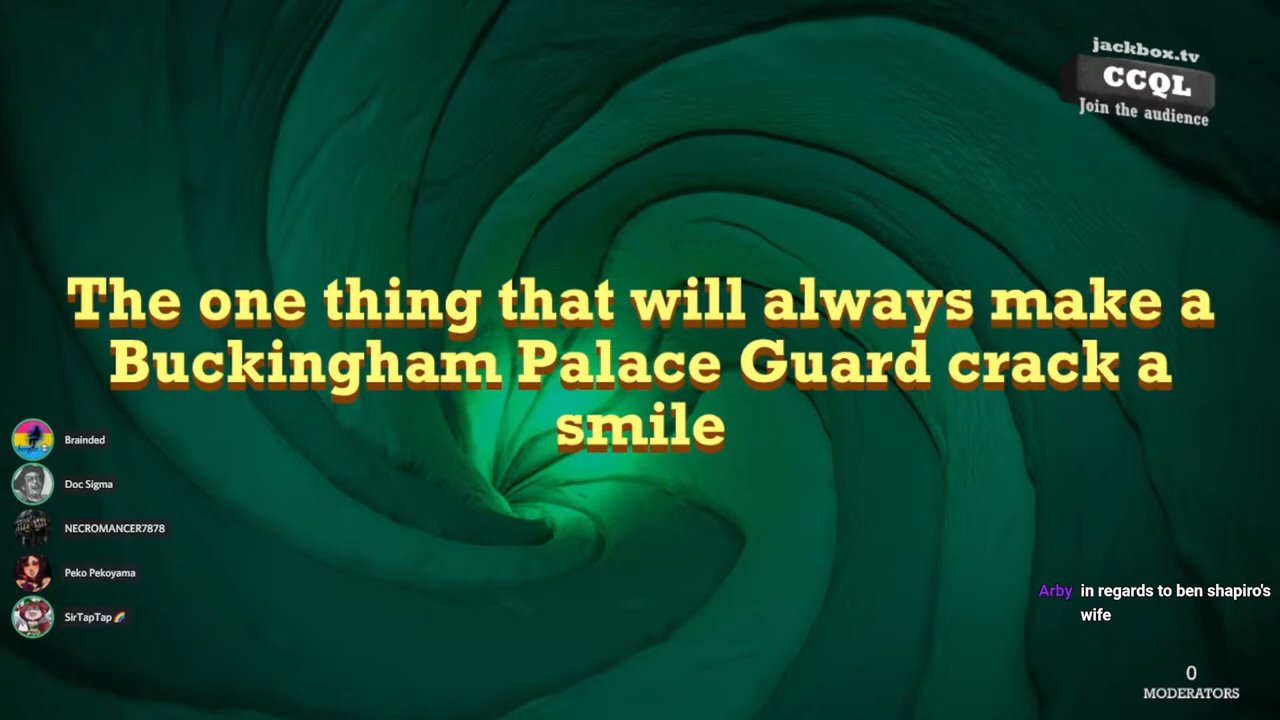 jackbox.tv
CCQL
Join the audience
The one thing that will always make a
Buckingham Palace Guard crack a
smile
Brainded
Doc Sigma
NECROMANCER7878
Peko Pekoyama
SirTapTap🌈
Arby in regards to ben shapiro's
wife
0
MODERATORS